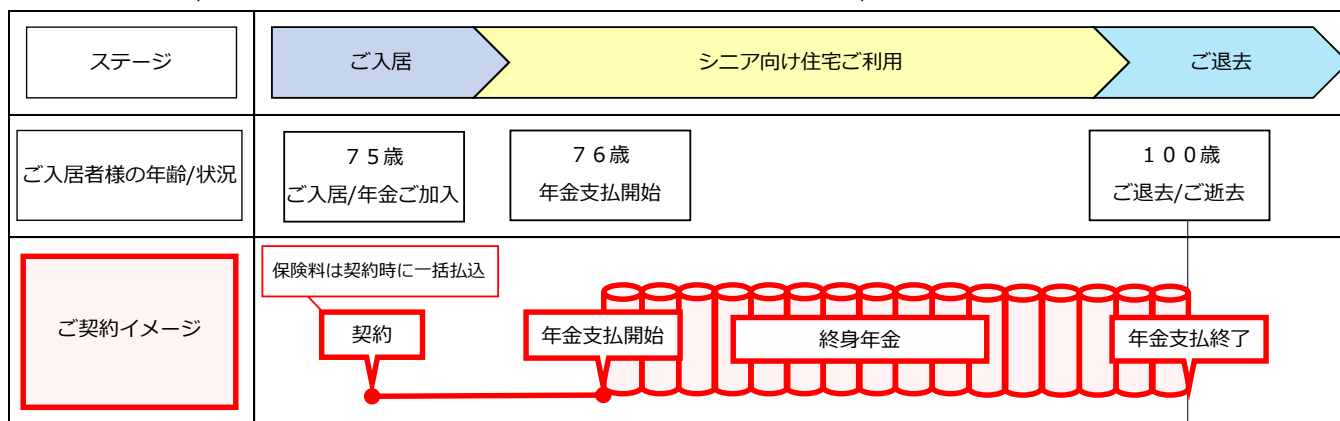 ステージ
ご入居
シニア向け住宅ご利用
ご退去
ご入居者様の年齢/状況
７５歳
ご入居/年金ご加入
７６歳
年金支払開始
１００歳
ご退去/ご逝去
ご契約イメージ
保険料は契約時に一括払込
契約
年金支払開始
終身年金
年金支払終了